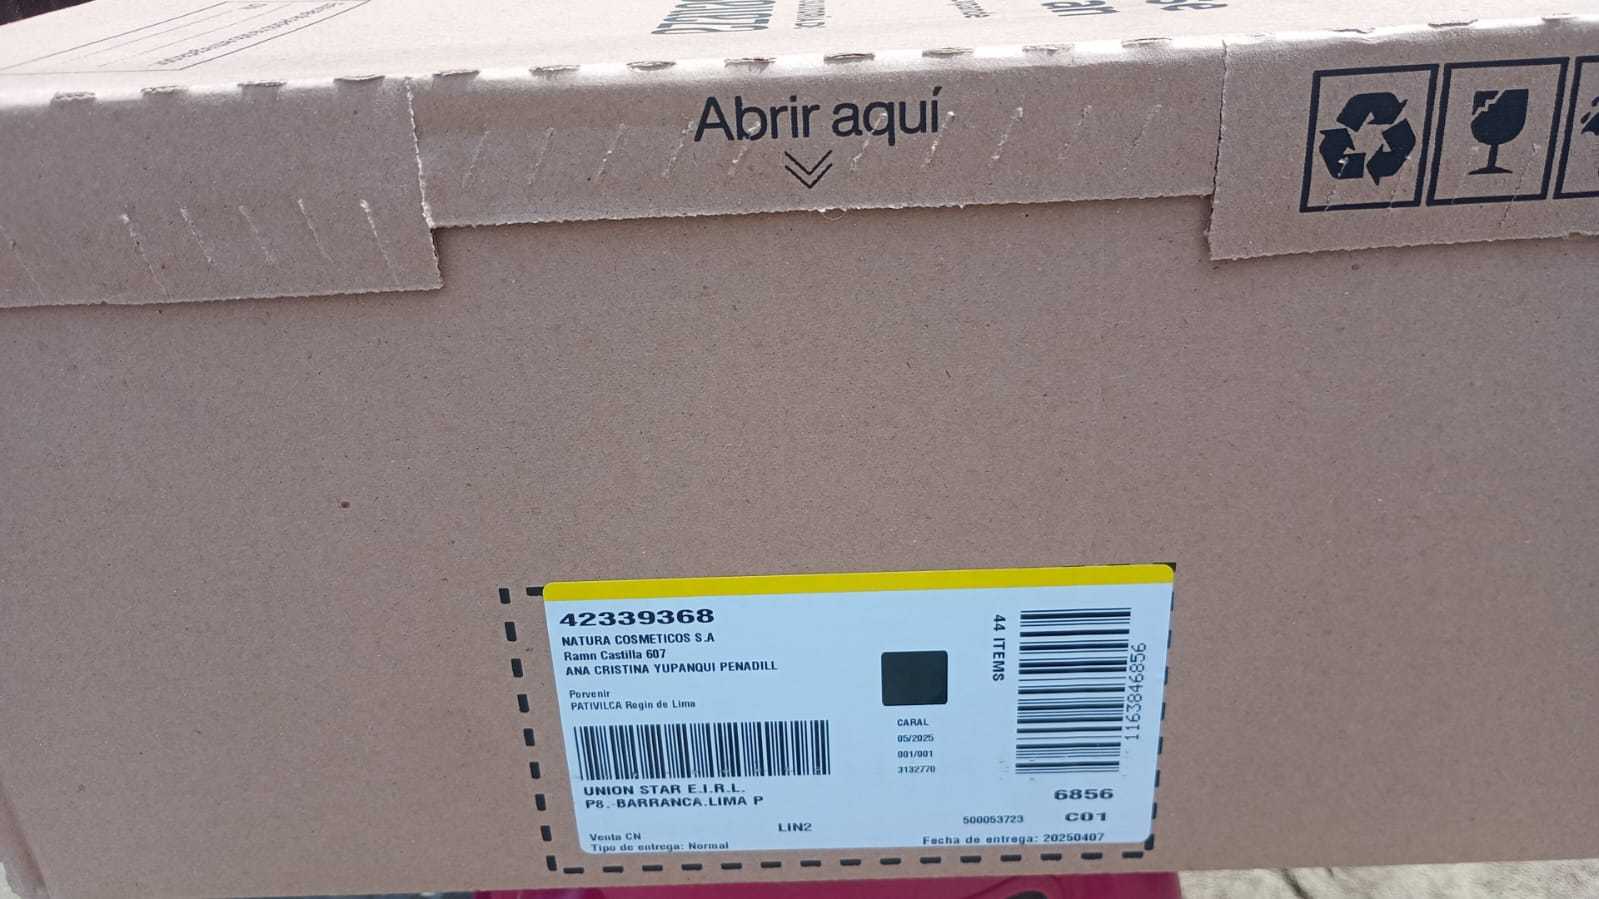 Abrir aquí
42339368
NATURA COSMETICOS S.A
Ramn Castilla 607
ANA CRISTINA YUPANQUI PENADILL
Porvenir
PATIVILCA Regin de Lima
UNION STAR E.I.R.L.
P8.-BARRANCA.LIMA P
Venta CN
Tipo de entrega: Normal
LIN2
CARAL
05/2025
001/001
3132770
44 ITEMS
1163846856
6856
500053723
C01
Fecha de entrega: 20250407